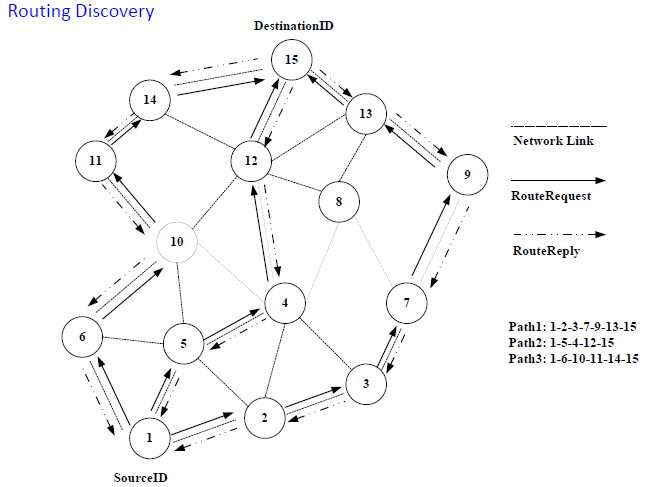 Routing Discovery
DestinationID
15
14
13
11
12
9
8
10
4
7
6
5
3
2
1
SourceID
Network Link
RouteRequest
RouteReply
Path1: 1-2-3-7-9-13-15
Path2: 1-5-4-12-15
Path3: 1-6-10-11-14-15